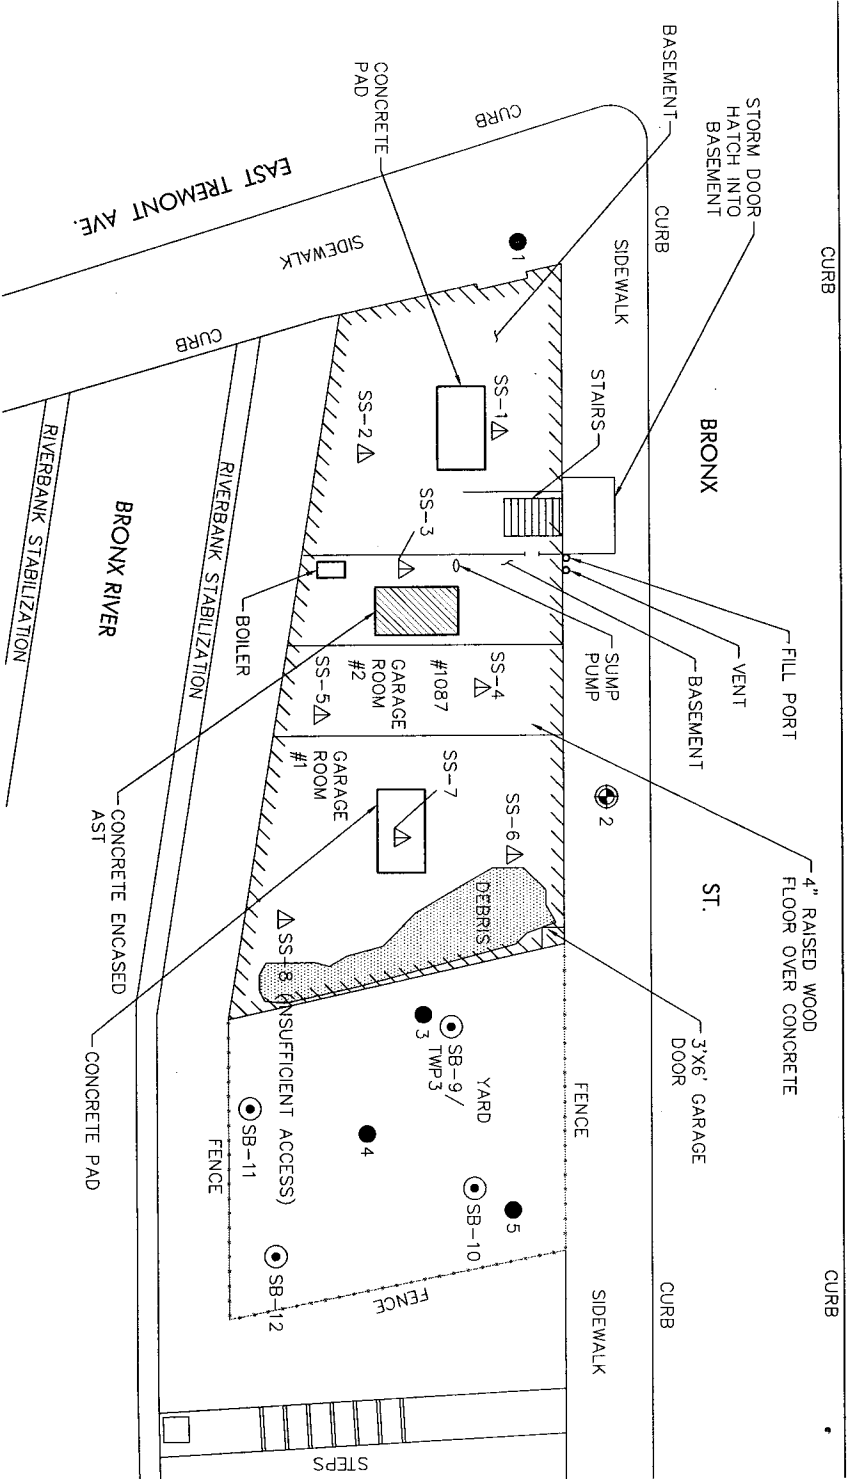 CURB
CURB
BRONX
ST.
STORM DOOR
HATCH INTO
BASEMENT
FILL PORT
VENT
BASEMENT
4" RAISED WOOD
FLOOR OVER CONCRETE
3'X6' GARAGE
DOOR
BASEMENT
CURB
CURB
SIDEWALK
SIDEWALK
STAIRS
SUMP
PUMP
2
FENCE
CONCRETE
PAD
CURB
EAST TREMONT AVE.
SIDEWALK
CURB
1
SS-1
SS-2
SS-3
SS-4
#1087
GARAGE
ROOM
#2
SS-5
SS-6
SS-7
GARAGE
ROOM
#1
DEBRIS
SS-8 (INSUFFICIENT ACCESS)
YARD
SB-9/
TWP3
3
4
5
SB-10
SB-11
SB-12
FENCE
FENCE
STEPS
BOILER
CONCRETE ENCASED
AST
CONCRETE PAD
RIVERBANK STABILIZATION
BRONX RIVER
RIVERBANK STABILIZATION